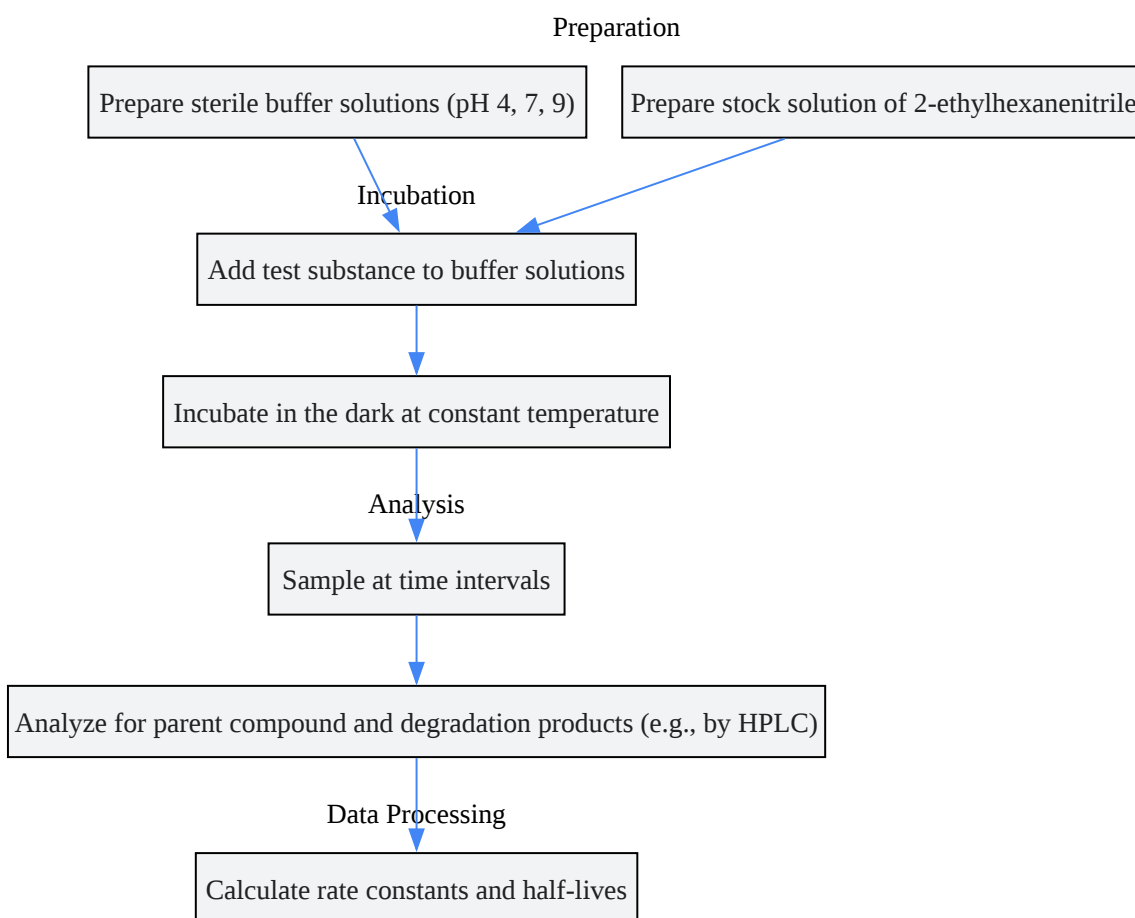 Preparation
Prepare sterile buffer solutions (pH 4, 7, 9)
Prepare stock solution of 2-ethylhexanenitrile
Incubation
Add test substance to buffer solutions
Incubate in the dark at constant temperature
Analysis
Sample at time intervals
Analyze for parent compound and degradation products (e.g., by HPLC)
Data Processing
Calculate rate constants and half-lives